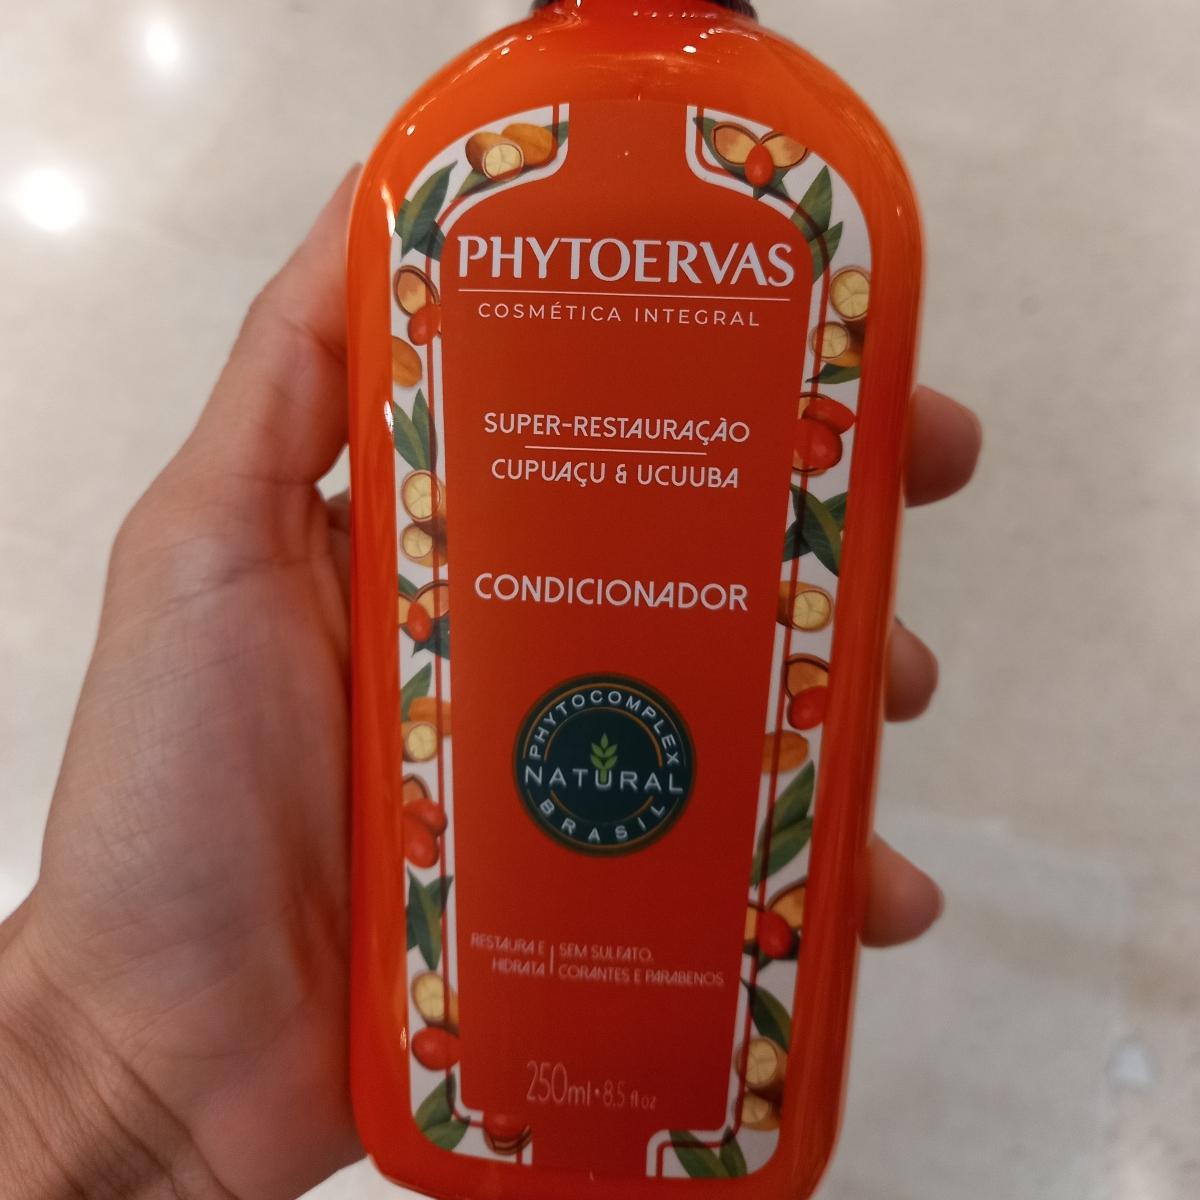 PHYTOERVAS
COSMÉTICA INTEGRAL
SUPER-RESTAURAÇÃO
CUPUAÇU & UCUUBA
CONDICIONADOR
PHYTOCOMPLEX
NATURAL
BRASIL
RESTAURA E
HIDRATA
SEM SULFATO,
CORANTES E PARABENOS.
250ml • 8.5 fl oz